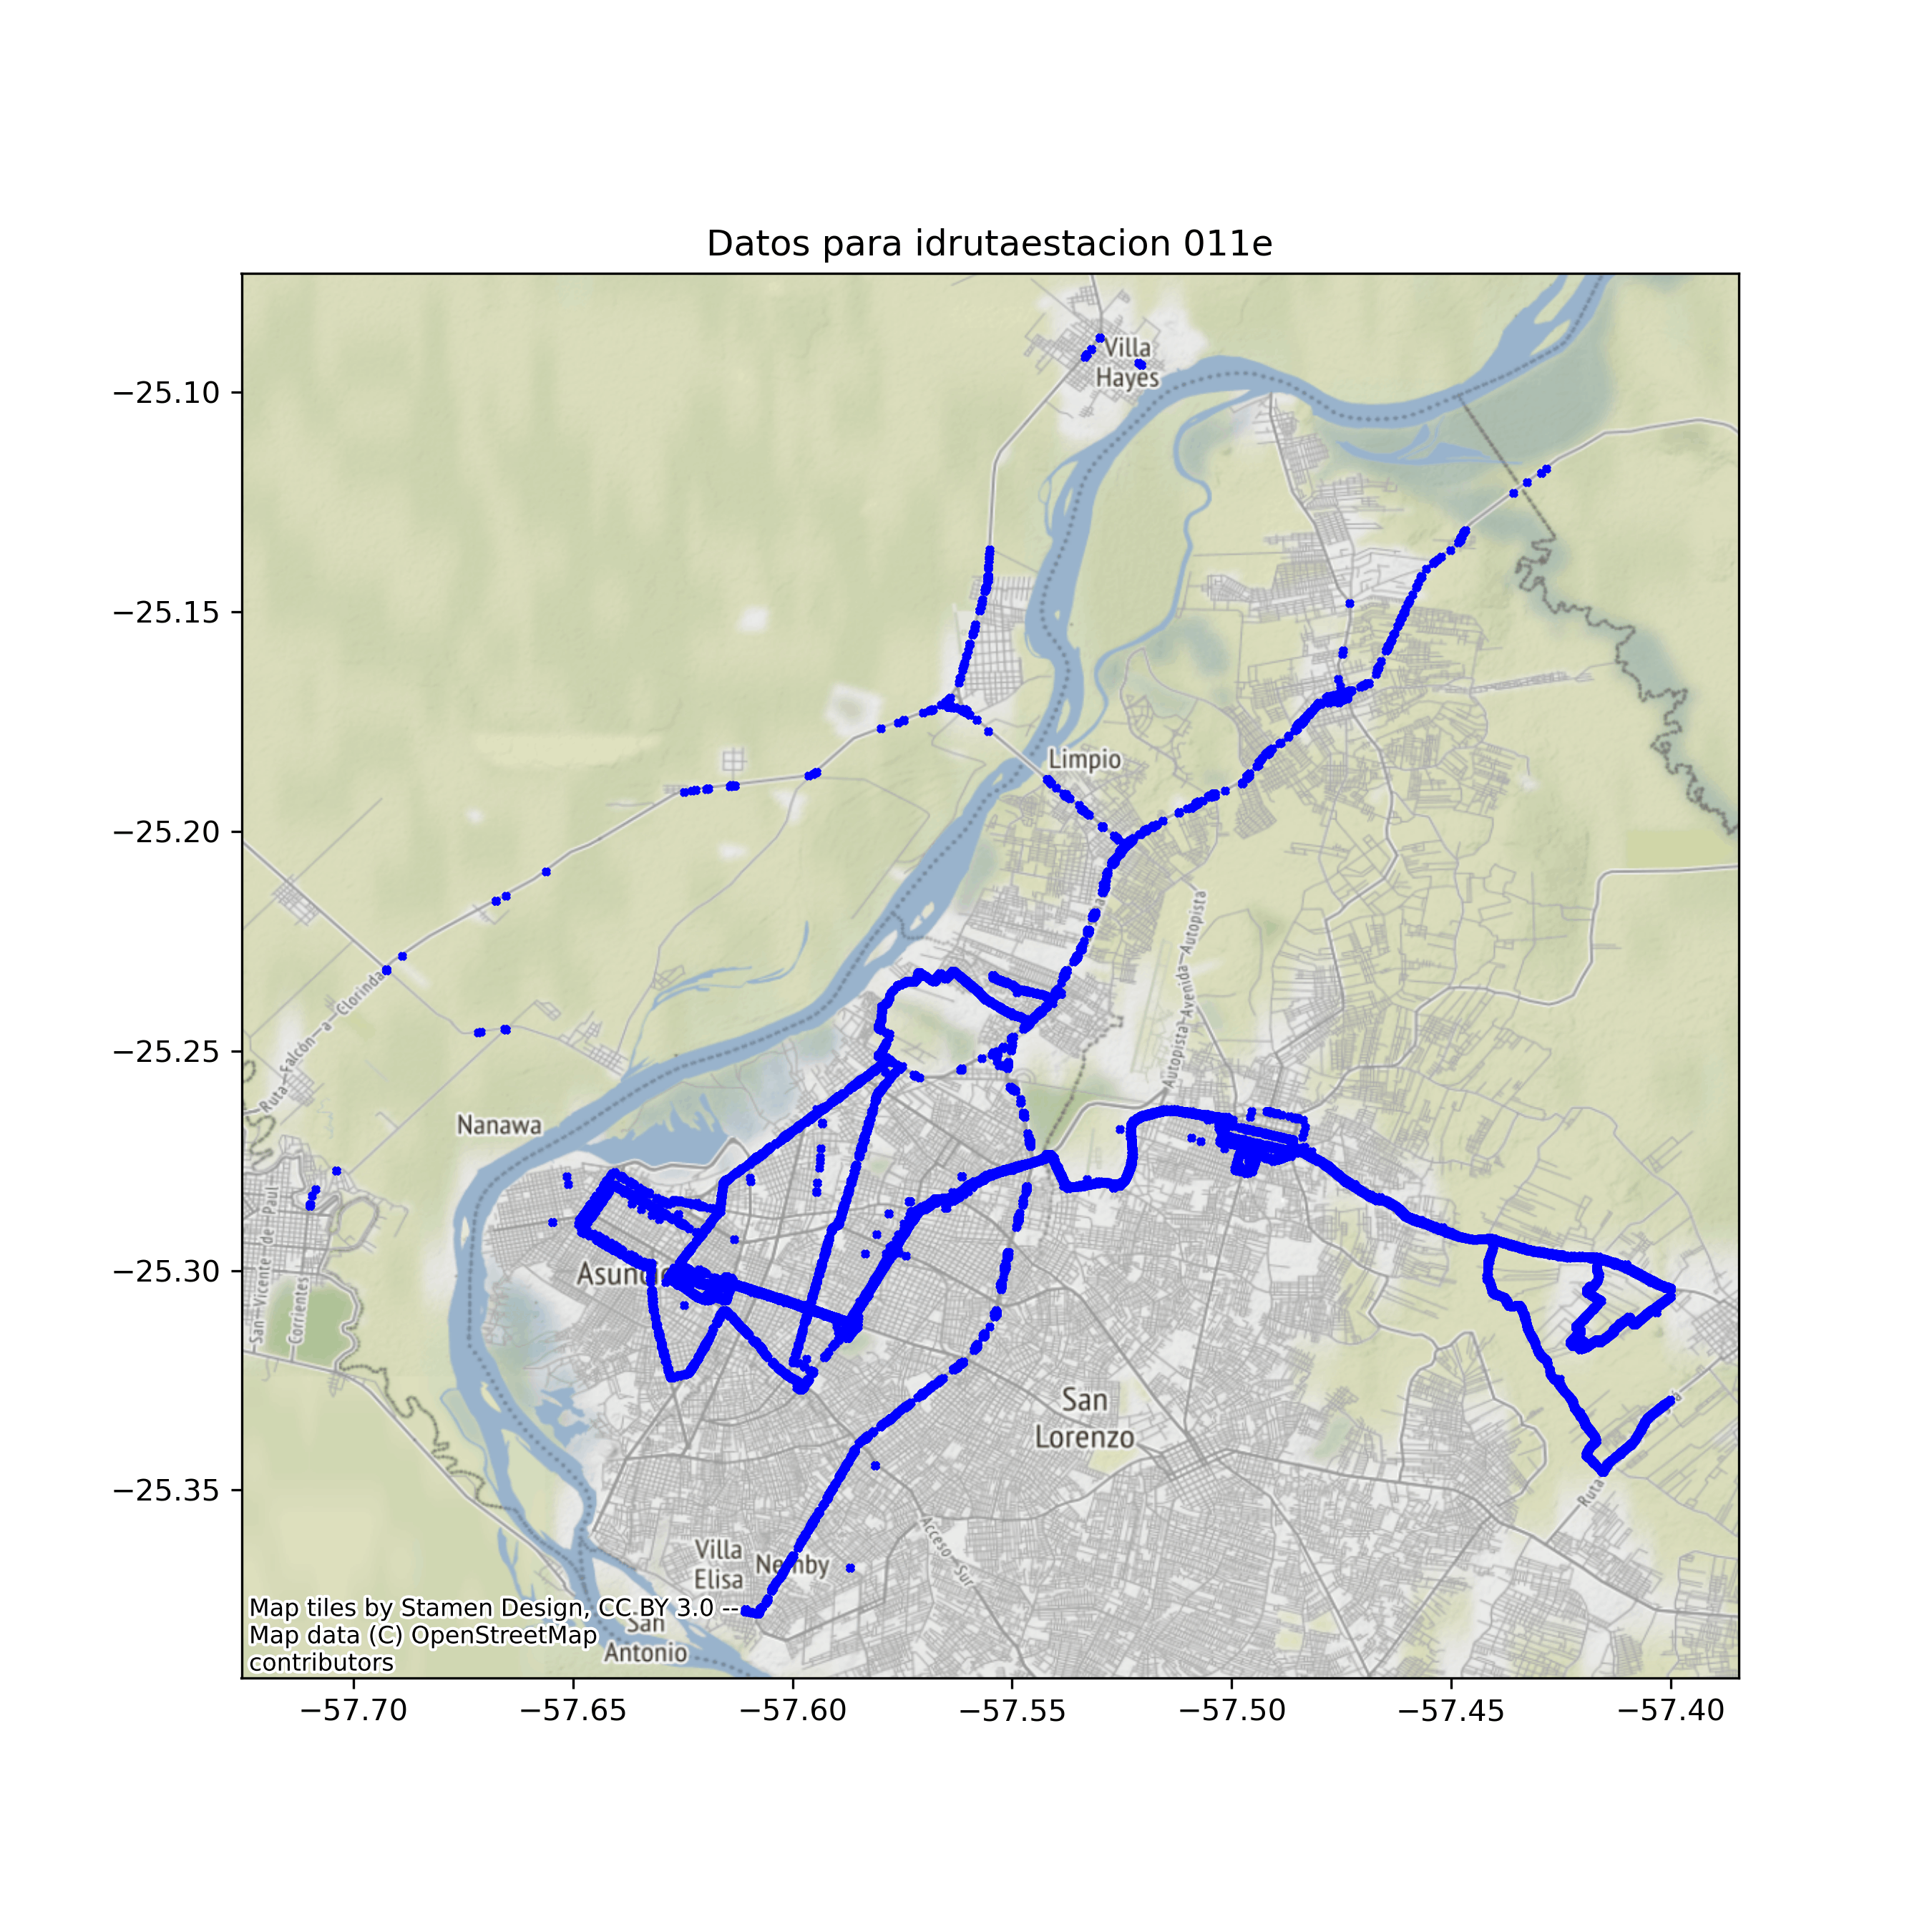 Datos para idrutaestacion 011e
Villa
Hayes
−25.10
−25.15
Limpio
−25.20
Autopista-Avenida-Autopista
Ruta-Falcón-a-Clorinda
−25.25
Nanawa
San-Vicente de Paul
Corrientes
Asunci
−25.30
San
Lorenzo
−25.35
Ruta
Acceso-Sur
Villa
Elisa
Nemby
Map tiles by Stamen Design, CC BY 3.0 --
Map data (C) OpenStreetMap
contributors
San
Antonio
−57.70
−57.65
−57.60
−57.55
−57.50
−57.45
−57.40